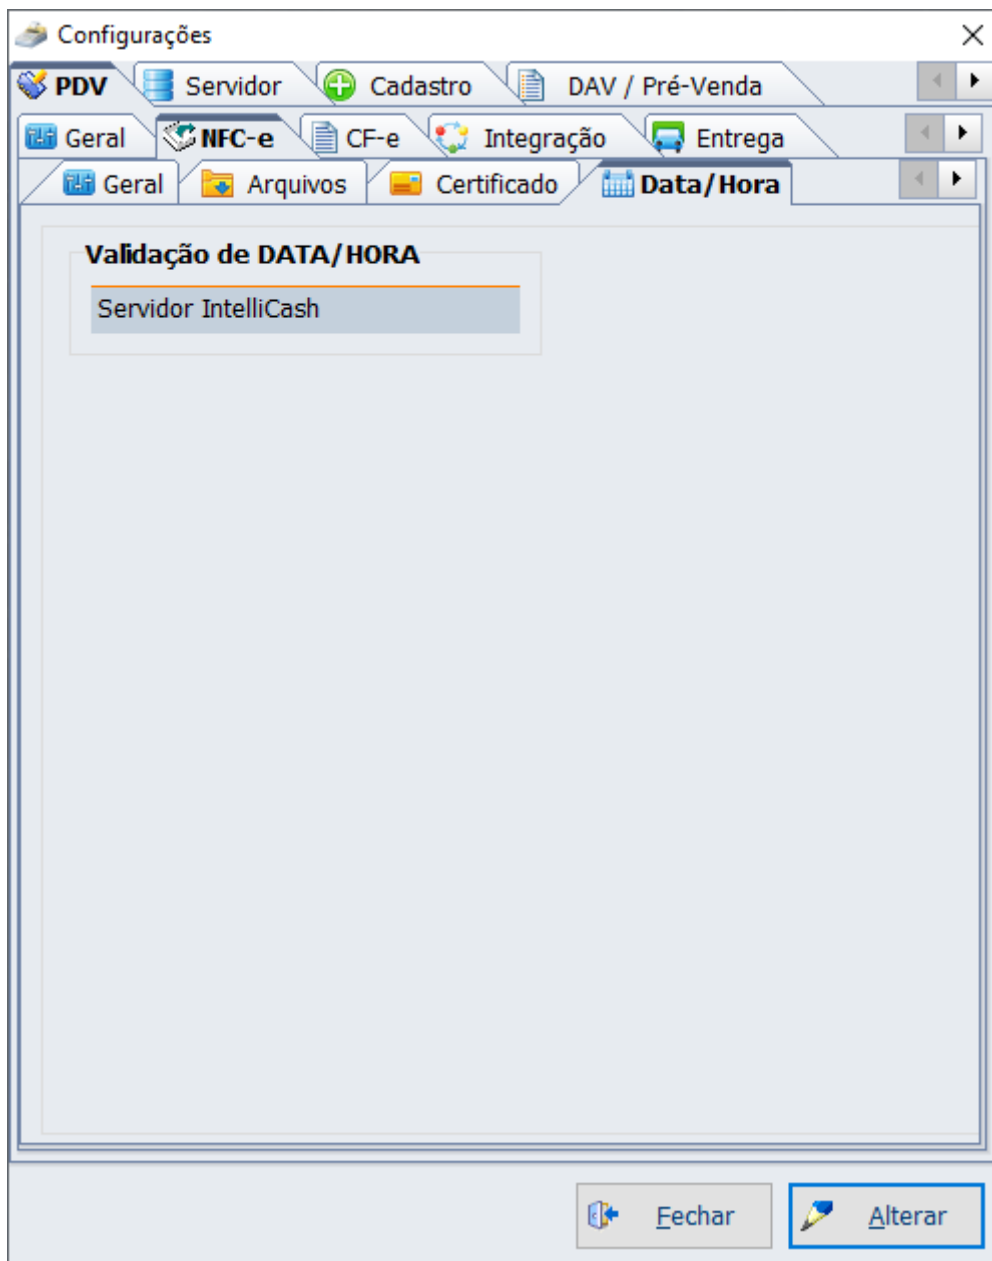 Configurações
PDV Servidor Cadastro DAV / Pré-Venda
Geral NFC-e CF-e Integração Entrega
Geral Arquivos Certificado Data/Hora
Validação de DATA/HORA
Servidor IntelliCash
Fechar Alterar